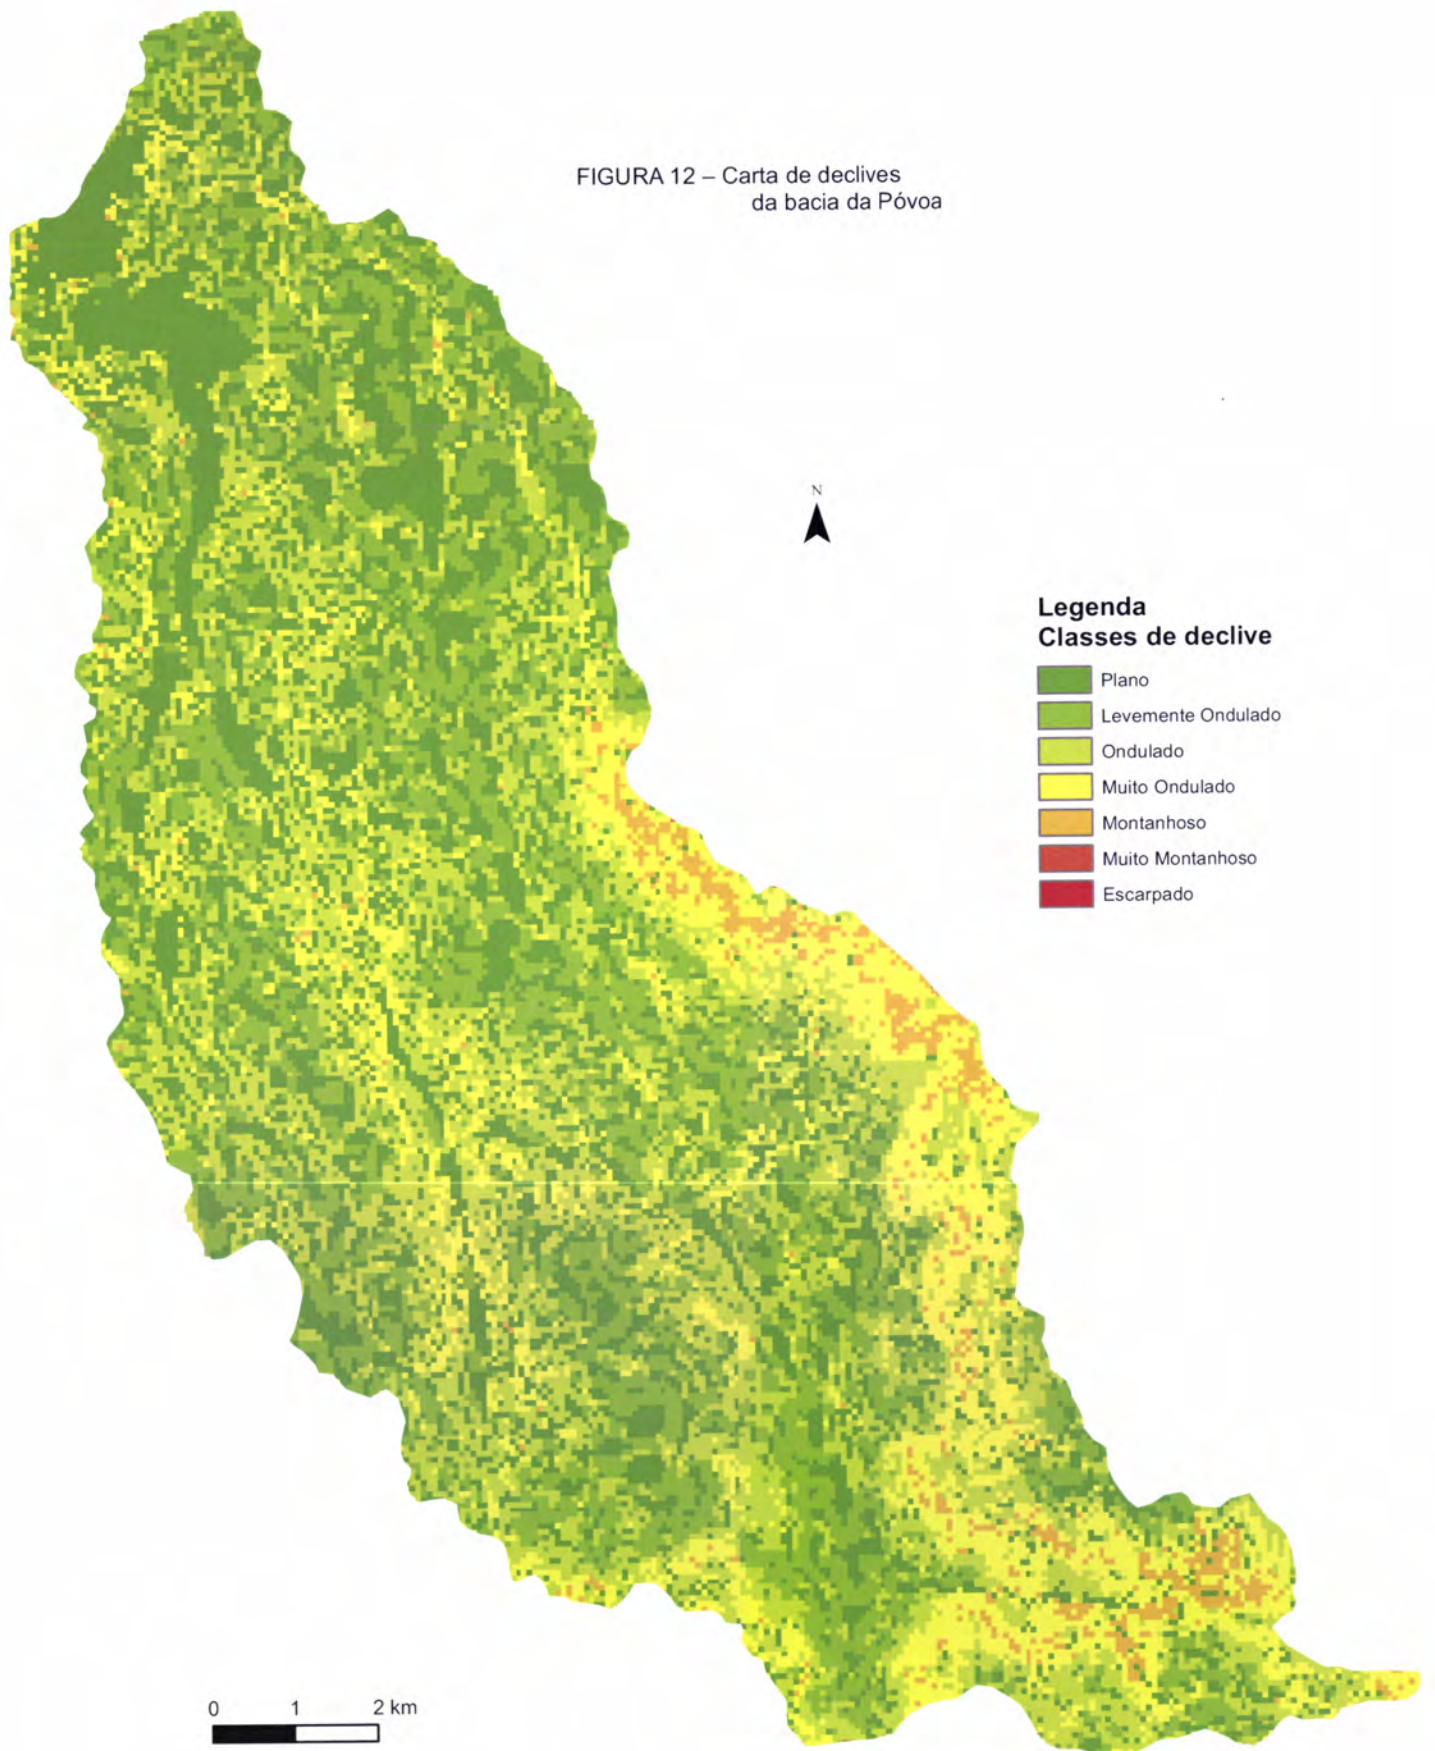 FIGURA 12 – Carta de declives
da bacia da Póvoa
N
Legenda
Classes de declive
Plano
Levemente Ondulado
Ondulado
Muito Ondulado
Montanhoso
Muito Montanhoso
Escarpado
0 1 2 km